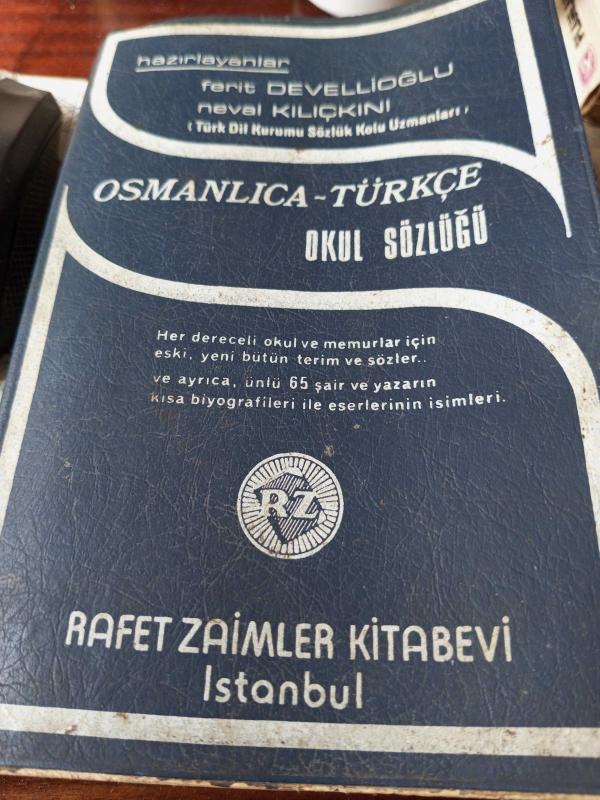 hazırlayanlar
ferit DEVELLİOĞLU
neval KILIÇKINI
( Türk Dil Kurumu Sözlük Kolu Uzmanları )
OSMANLICA-TÜRKÇE
OKUL SÖZLÜĞÜ
Her dereceli okul ve memurlar için
eski, yeni bütün terim ve sözler..
ve ayrıca, ünlü 65 şair ve yazarın
kısa biyografileri ile eserlerinin isimleri.
RZ
RAFET ZAİMLER KİTABEVİ
Istanbul